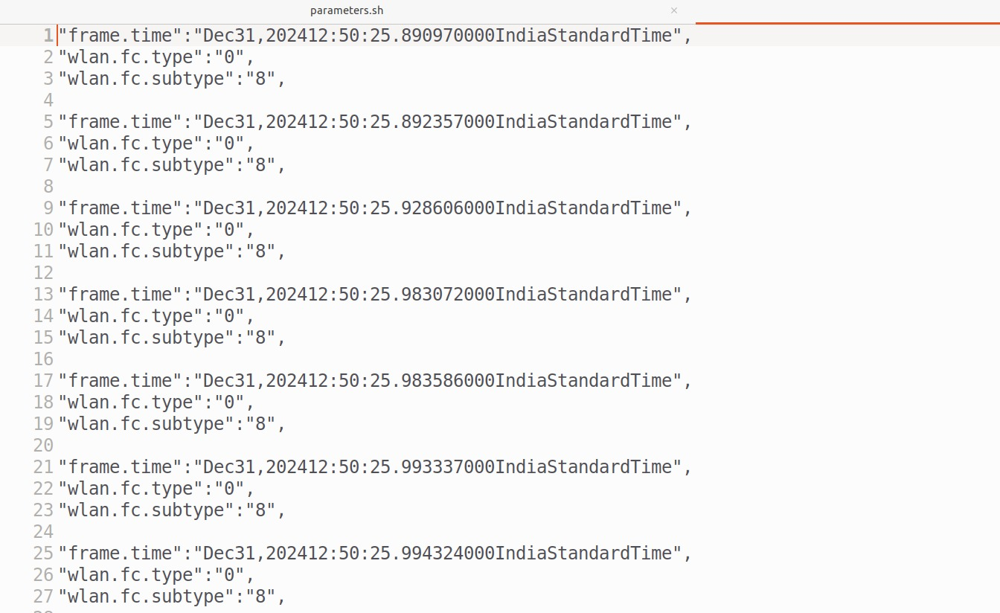 parameters.sh ×
1 "frame.time":"Dec31,202412:50:25.890970000IndiaStandardTime",
2 "wlan.fc.type":"0",
3 "wlan.fc.subtype":"8",
4
5 "frame.time":"Dec31,202412:50:25.892357000IndiaStandardTime",
6 "wlan.fc.type":"0",
7 "wlan.fc.subtype":"8",
8
9 "frame.time":"Dec31,202412:50:25.928606000IndiaStandardTime",
10 "wlan.fc.type":"0",
11 "wlan.fc.subtype":"8",
12
13 "frame.time":"Dec31,202412:50:25.983072000IndiaStandardTime",
14 "wlan.fc.type":"0",
15 "wlan.fc.subtype":"8",
16
17 "frame.time":"Dec31,202412:50:25.983586000IndiaStandardTime",
18 "wlan.fc.type":"0",
19 "wlan.fc.subtype":"8",
20
21 "frame.time":"Dec31,202412:50:25.993337000IndiaStandardTime",
22 "wlan.fc.type":"0",
23 "wlan.fc.subtype":"8",
24
25 "frame.time":"Dec31,202412:50:25.994324000IndiaStandardTime",
26 "wlan.fc.type":"0",
27 "wlan.fc.subtype":"8",